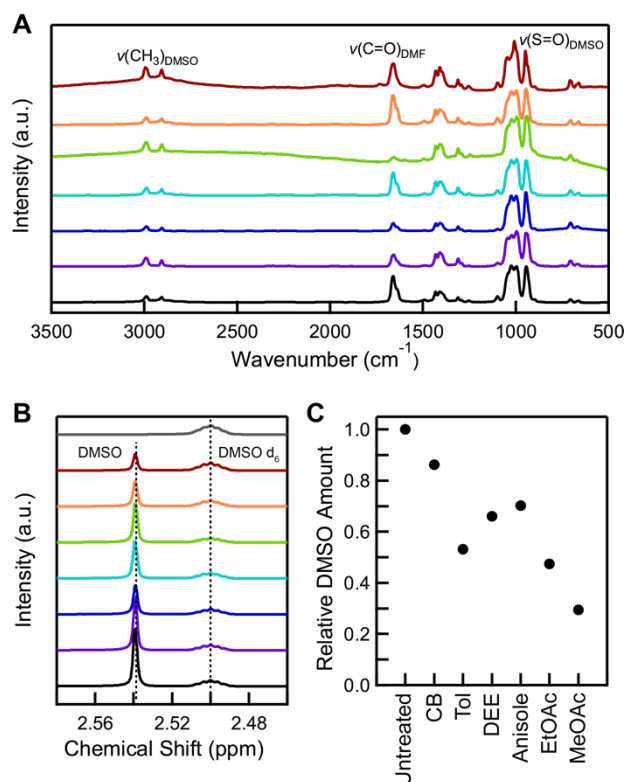 A
ν(CH₃)DMSO ν(C=O)DMF ν(S=O)DMSO
Intensity (a.u.)
3500 3000 2500 2000 1500 1000 500
Wavenumber (cm⁻¹)
B
DMSO DMSO d₆
Intensity (a.u.)
2.56 2.52 2.48
Chemical Shift (ppm)
C
Relative DMSO Amount
1.0
0.8
0.6
0.4
0.2
0.0
Untreated
CB
Tol
DEE
Anisole
EtOAc
MeOAc